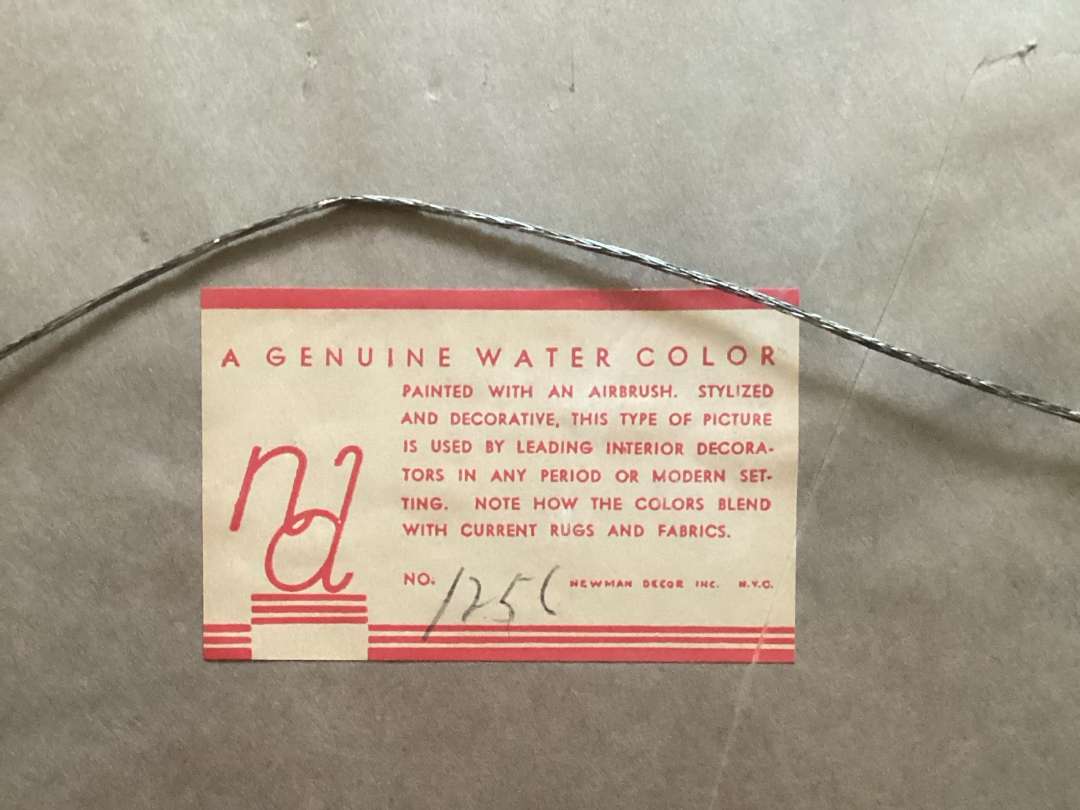 A GENUINE WATER COLOR
PAINTED WITH AN AIRBRUSH. STYLIZED
AND DECORATIVE, THIS TYPE OF PICTURE
IS USED BY LEADING INTERIOR DECORA-
TORS IN ANY PERIOD OR MODERN SET-
TING. NOTE HOW THE COLORS BLEND
WITH CURRENT RUGS AND FABRICS.
nd
NO. NEWMAN DECOR INC. N.Y.C.